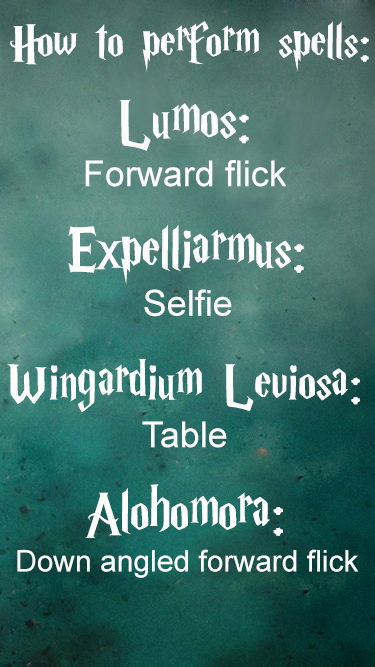 How to perform spells:
Lumos:
Forward flick
Expelliarmus:
Selfie
Wingardium Leviosa:
Table
Alohomora:
Down angled forward flick